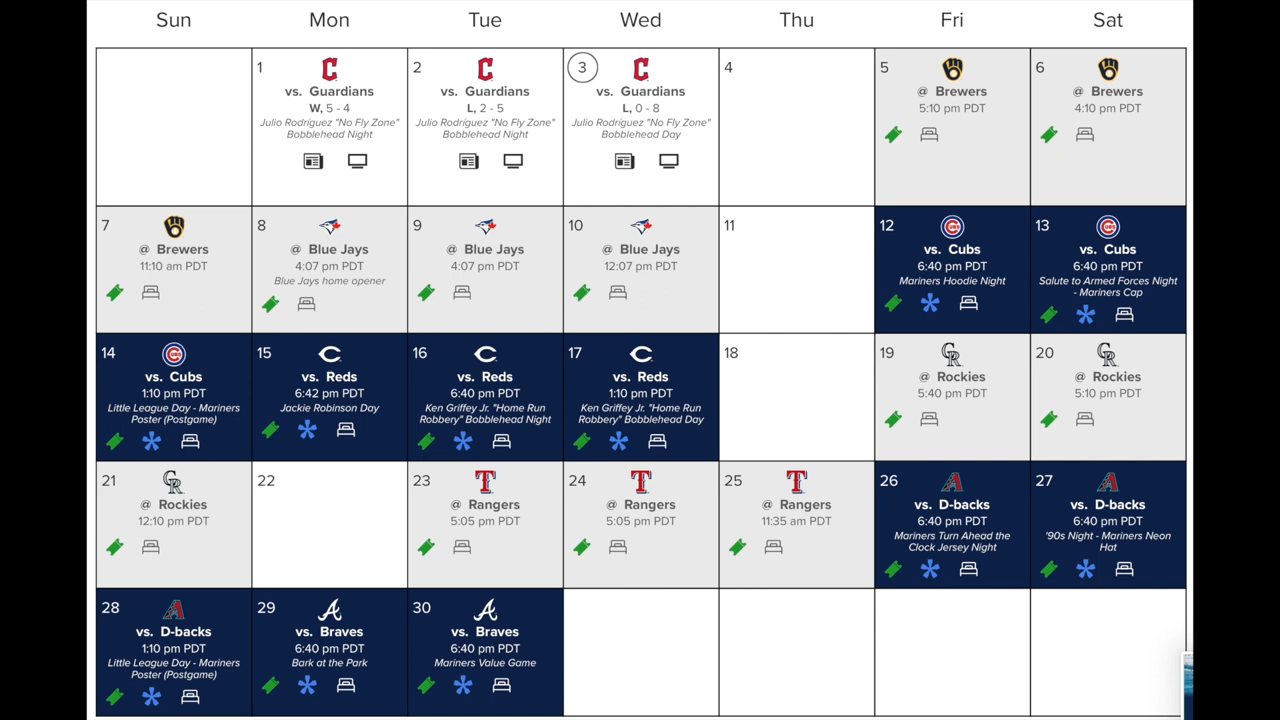 Sun Mon Tue Wed Thu Fri Sat
1
vs. Guardians
W, 5 - 4
Julio Rodríguez "No Fly Zone"
Bobblehead Night
2
vs. Guardians
L, 2 - 5
Julio Rodríguez "No Fly Zone"
Bobblehead Night
3
vs. Guardians
L, 0 - 8
Julio Rodríguez "No Fly Zone"
Bobblehead Day
4
5
@ Brewers
5:10 pm PDT
6
@ Brewers
4:10 pm PDT
7
@ Brewers
11:10 am PDT
8
@ Blue Jays
4:07 pm PDT
Blue Jays home opener
9
@ Blue Jays
4:07 pm PDT
10
@ Blue Jays
12:07 pm PDT
11
12
vs. Cubs
6:40 pm PDT
Mariners Hoodie Night
13
vs. Cubs
6:40 pm PDT
Salute to Armed Forces Night
- Mariners Cap
14
vs. Cubs
1:10 pm PDT
Little League Day - Mariners
Poster (Postgame)
15
vs. Reds
6:42 pm PDT
Jackie Robinson Day
16
vs. Reds
6:40 pm PDT
Ken Griffey Jr. "Home Run
Robbery" Bobblehead Night
17
vs. Reds
1:10 pm PDT
Ken Griffey Jr. "Home Run
Robbery" Bobblehead Day
18
19
@ Rockies
5:40 pm PDT
20
@ Rockies
5:10 pm PDT
21
@ Rockies
12:10 pm PDT
22
23
@ Rangers
5:05 pm PDT
24
@ Rangers
5:05 pm PDT
25
@ Rangers
11:35 am PDT
26
vs. D-backs
6:40 pm PDT
Mariners Turn Ahead the
Clock Jersey Night
27
vs. D-backs
6:40 pm PDT
'90s Night - Mariners Neon
Hat
28
vs. D-backs
1:10 pm PDT
Little League Day - Mariners
Poster (Postgame)
29
vs. Braves
6:40 pm PDT
Bark at the Park
30
vs. Braves
6:40 pm PDT
Mariners Value Game